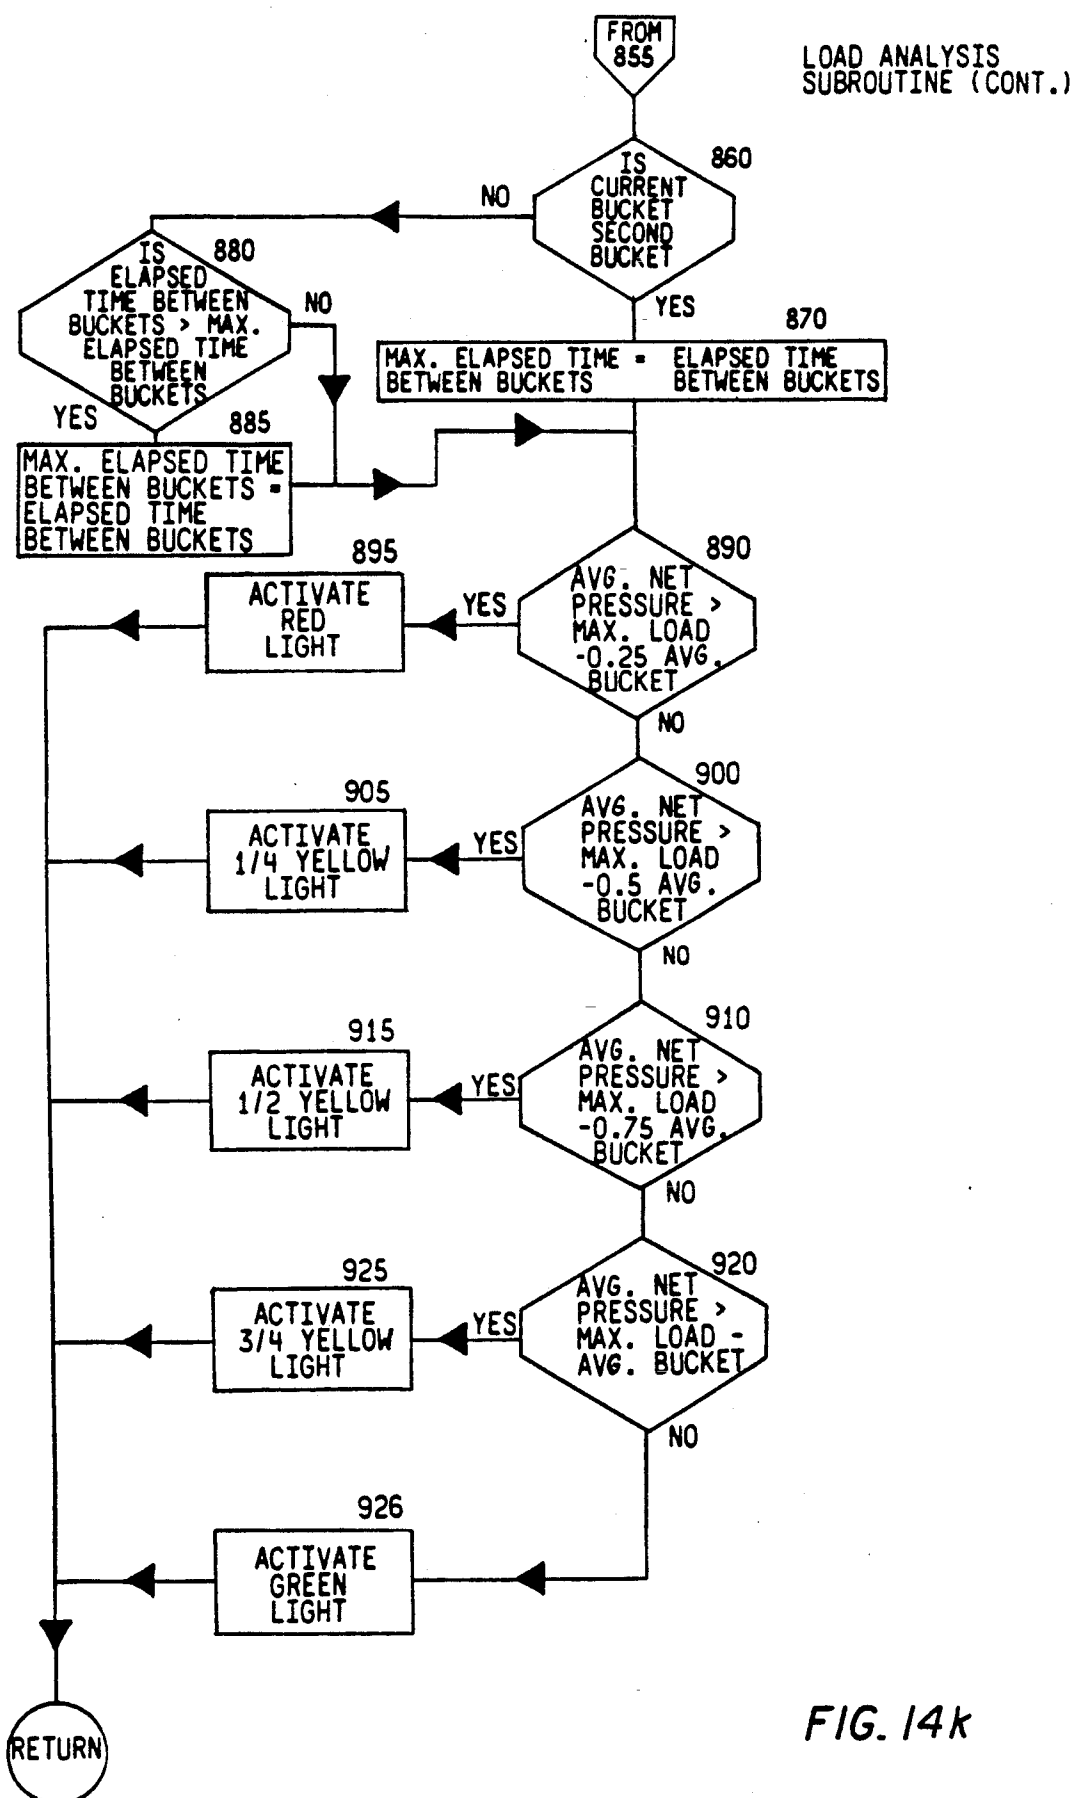 FROM
855
LOAD ANALYSIS
SUBROUTINE (CONT.)
860
IS
CURRENT
BUCKET
SECOND
BUCKET
NO
YES
880
IS
ELAPSED
TIME BETWEEN
BUCKETS > MAX.
ELAPSED TIME
BETWEEN
BUCKETS
NO
YES
870
MAX. ELAPSED TIME = ELAPSED TIME
BETWEEN BUCKETS BETWEEN BUCKETS
885
MAX. ELAPSED TIME
BETWEEN BUCKETS =
ELAPSED TIME
BETWEEN BUCKETS
890
AVG. NET
PRESSURE >
MAX. LOAD
-0.25 AVG.
BUCKET
YES
NO
895
ACTIVATE
RED
LIGHT
900
AVG. NET
PRESSURE >
MAX. LOAD
-0.5 AVG.
BUCKET
YES
NO
905
ACTIVATE
1/4 YELLOW
LIGHT
910
AVG. NET
PRESSURE >
MAX. LOAD
-0.75 AVG.
BUCKET
YES
NO
915
ACTIVATE
1/2 YELLOW
LIGHT
920
AVG. NET
PRESSURE >
MAX. LOAD -
AVG. BUCKET
YES
NO
925
ACTIVATE
3/4 YELLOW
LIGHT
926
ACTIVATE
GREEN
LIGHT
RETURN
FIG. 14k